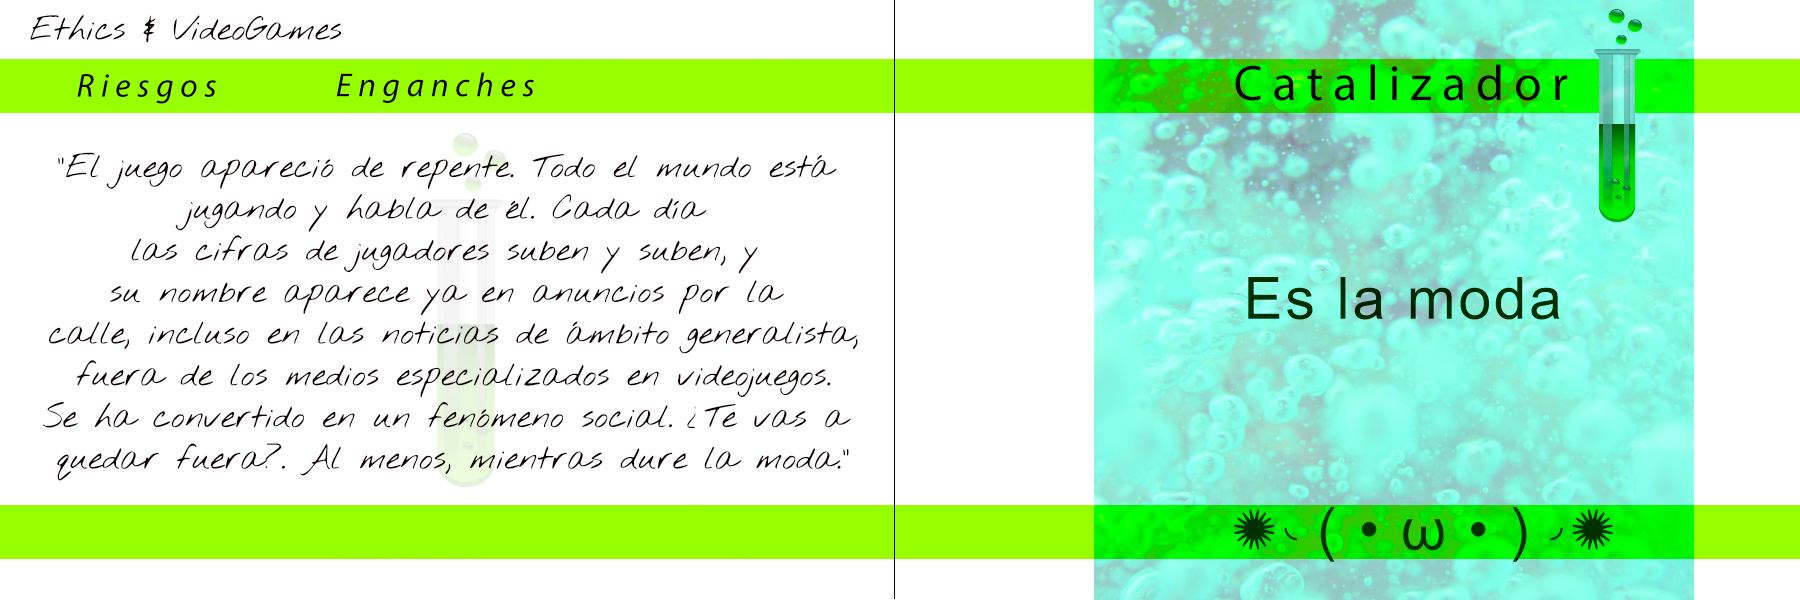 Ethics & VideoGames
Riesgos Enganches
"El juego apareció de repente. Todo el mundo está
jugando y habla de él. Cada día
las cifras de jugadores suben y suben, y
su nombre aparece ya en anuncios por la
calle, incluso en las noticias de ámbito generalista,
fuera de los medios especializados en videojuegos.
Se ha convertido en un fenómeno social. ¿Te vas a
quedar fuera?. Al menos, mientras dure la moda."
Catalizador
Es la moda
✺◟( • ω • )◞✺